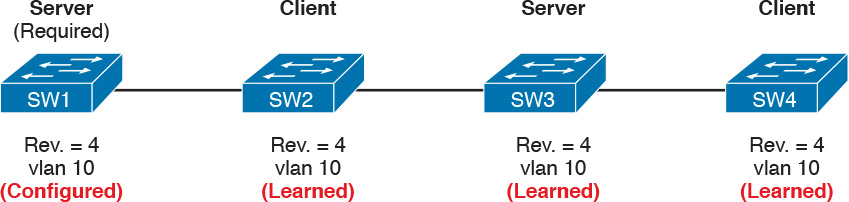 Server Client Server Client
(Required)
SW1 SW2 SW3 SW4
Rev. = 4 Rev. = 4 Rev. = 4 Rev. = 4
vlan 10 vlan 10 vlan 10 vlan 10
(Configured) (Learned) (Learned) (Learned)